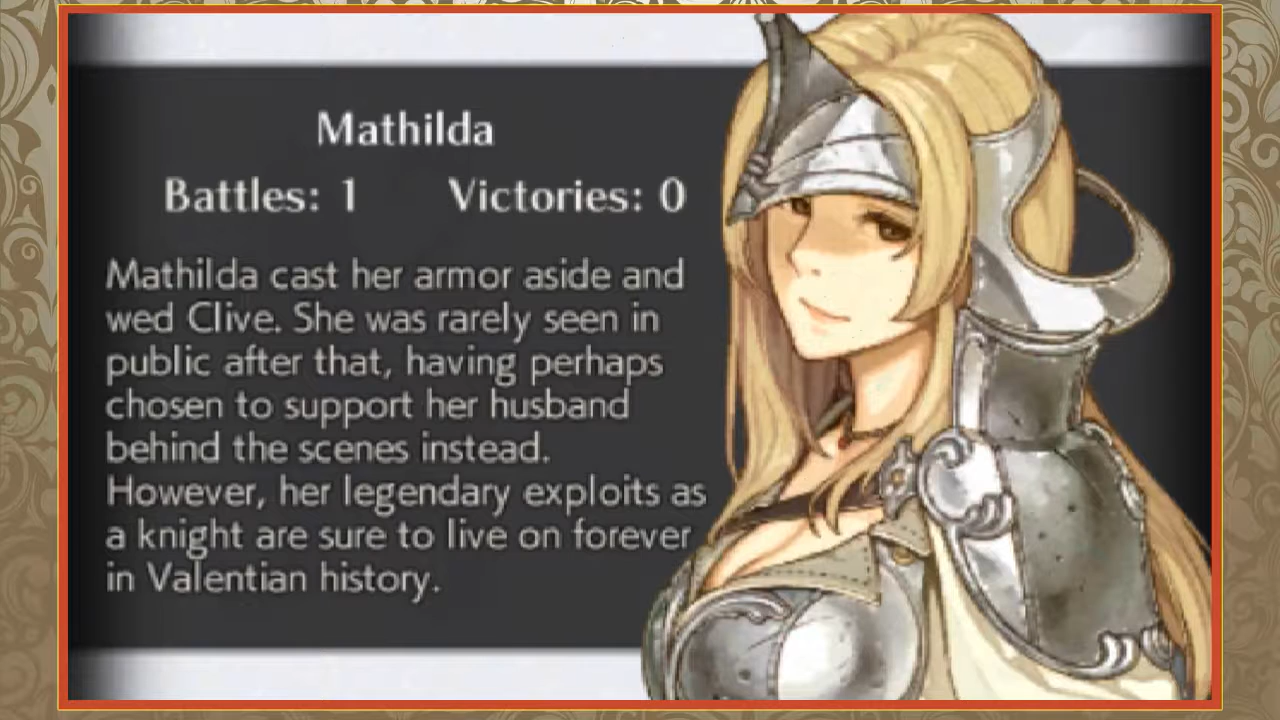 Mathilda
Battles: 1 Victories: 0
Mathilda cast her armor aside and
wed Clive. She was rarely seen in
public after that, having perhaps
chosen to support her husband
behind the scenes instead.
However, her legendary exploits as
a knight are sure to live on forever
in Valentian history.